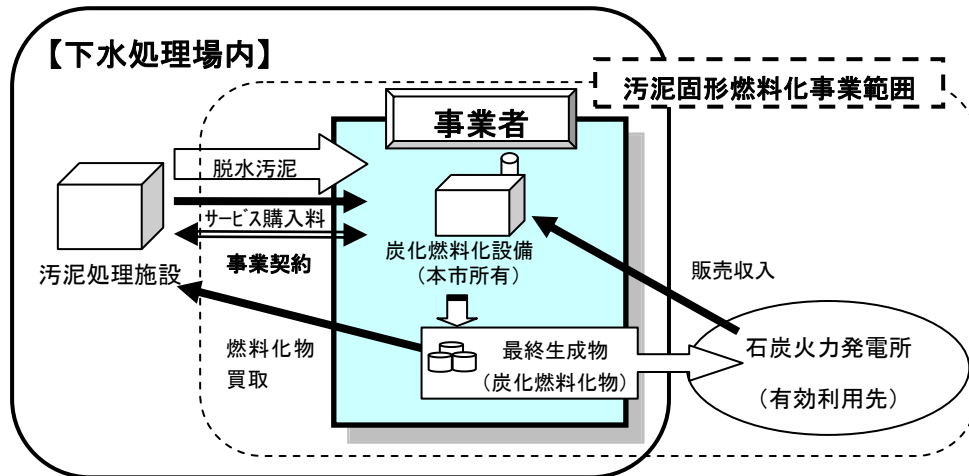 【下水処理場内】
汚泥固形燃料化事業範囲
事業者
脱水汚泥
サービス購入料
事業契約
汚泥処理施設
炭化燃料化設備
（本市所有）
販売収入
燃料化物
買取
最終生成物
（炭化燃料化物）
石炭火力発電所
（有効利用先）